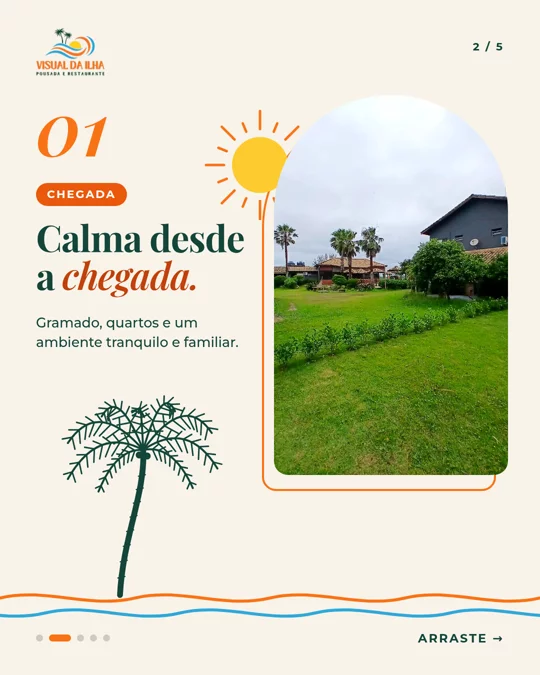 VISUAL DA ILHA
POUSADA E RESTAURANTE
2 / 5
01
CHEGADA
Calma desde
a chegada.
Gramado, quartos e um
ambiente tranquilo e familiar.
ARRASTE →